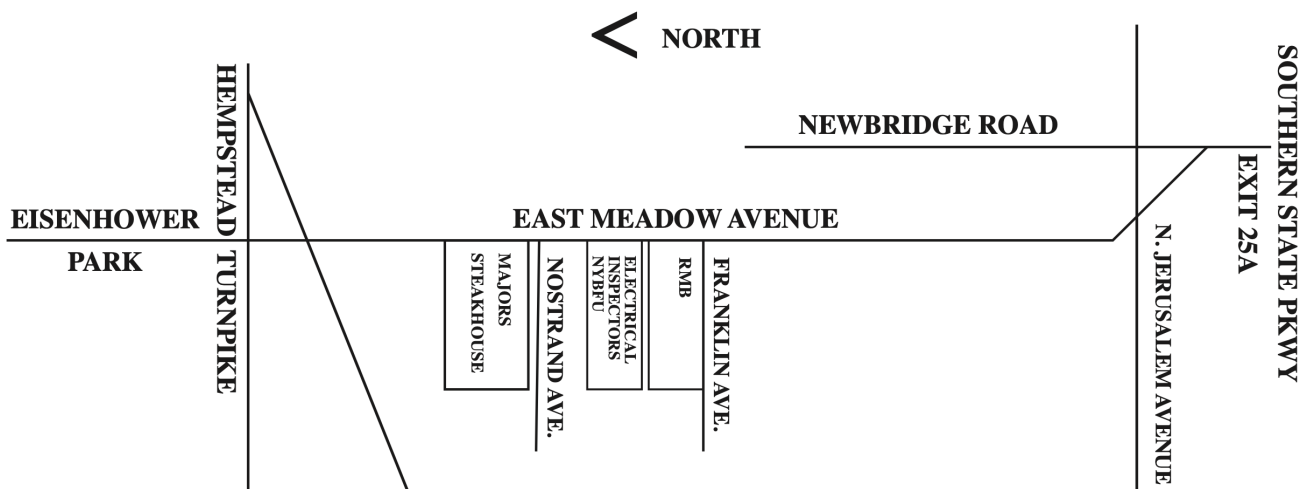 NORTH
NEWBRIDGE ROAD
SOUTHERN STATE PKWY
EXIT 25A
HEMPSTEAD TURNPIKE
EISENHOWER
PARK
EAST MEADOW AVENUE
MAJORS
STEAKHOUSE
NOSTRAND AVE.
ELECTRICAL
INSPECTORS
NYBFU
RMB
FRANKLIN AVE.
N. JERUSALEM AVENUE